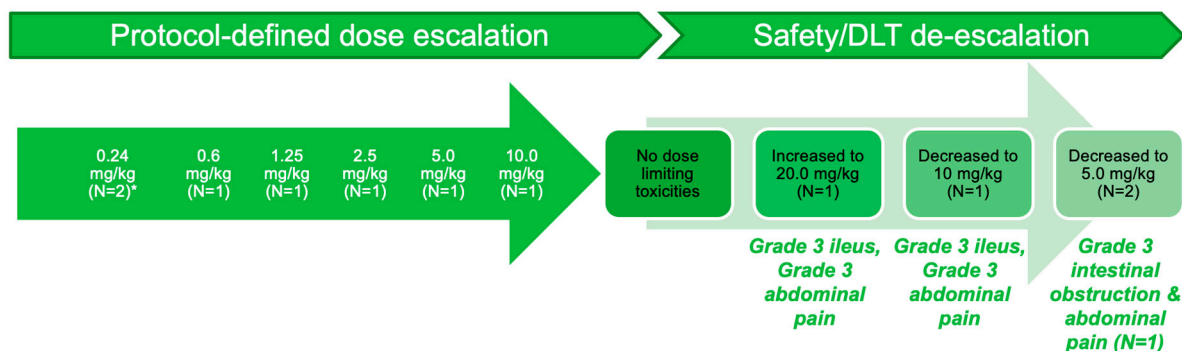 Protocol-defined dose escalation
Safety/DLT de-escalation
0.24
mg/kg
(N=2)*
0.6
mg/kg
(N=1)
1.25
mg/kg
(N=1)
2.5
mg/kg
(N=1)
5.0
mg/kg
(N=1)
10.0
mg/kg
(N=1)
No dose
limiting
toxicities
Increased to
20.0 mg/kg
(N=1)
Decreased to
10 mg/kg
(N=1)
Decreased to
5.0 mg/kg
(N=2)
Grade 3 ileus,
Grade 3
abdominal
pain
Grade 3 ileus,
Grade 3
abdominal
pain
Grade 3
intestinal
obstruction &
abdominal
pain (N=1)